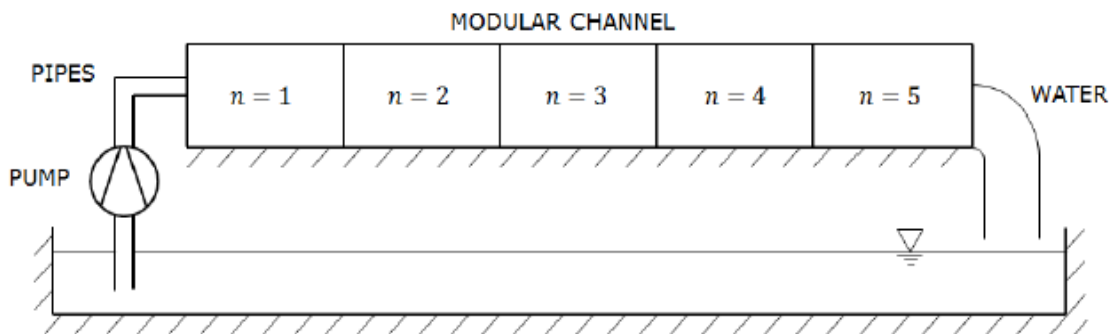 MODULAR CHANNEL
PIPES
n = 1 n = 2 n = 3 n = 4 n = 5
WATER
PUMP